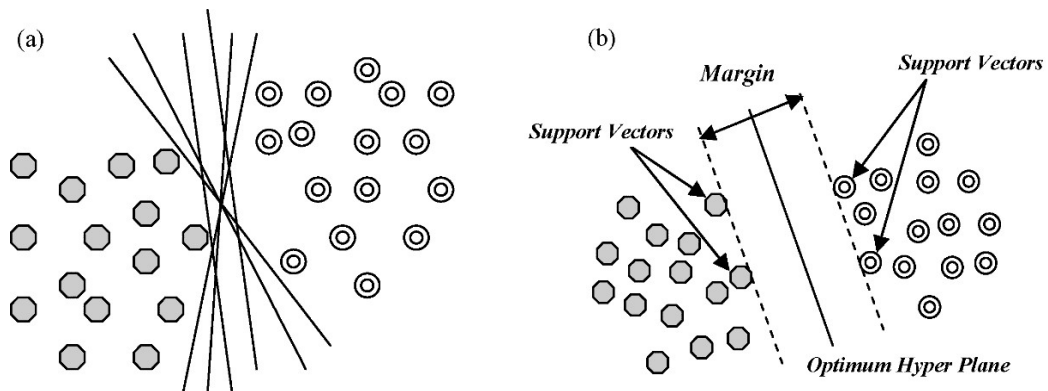 (a)
(b)
Support Vectors
Margin
Support Vectors
Optimum Hyper Plane